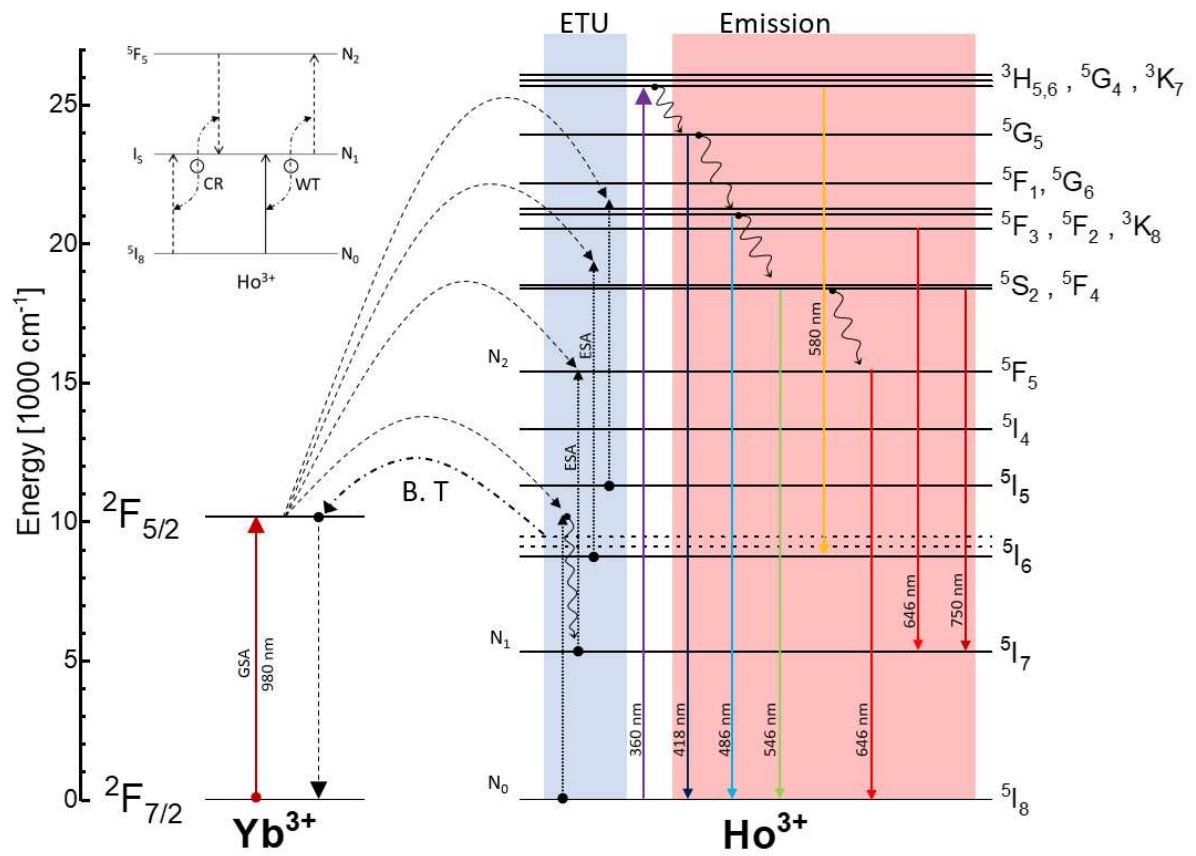 ETU Emission
⁵F₅ N₂
Iₛ N₁
CR WT
⁵I₈ N₀
Ho³⁺
Energy [1000 cm⁻¹]
25
20
15
10
5
0
³H₅,₆ , ⁵G₄ , ³K₇
⁵G₅
⁵F₁, ⁵G₆
⁵F₃ , ⁵F₂ , ³K₈
⁵S₂ , ⁵F₄
⁵F₅
⁵I₄
⁵I₅
⁵I₆
⁵I₇
⁵I₈
N₂
N₁
N₀
ESA
ESA
B. T
²F₅/₂
²F₇/₂
GSA
980 nm
360 nm
418 nm
486 nm
546 nm
580 nm
646 nm
646 nm
750 nm
Yb³⁺ Ho³⁺